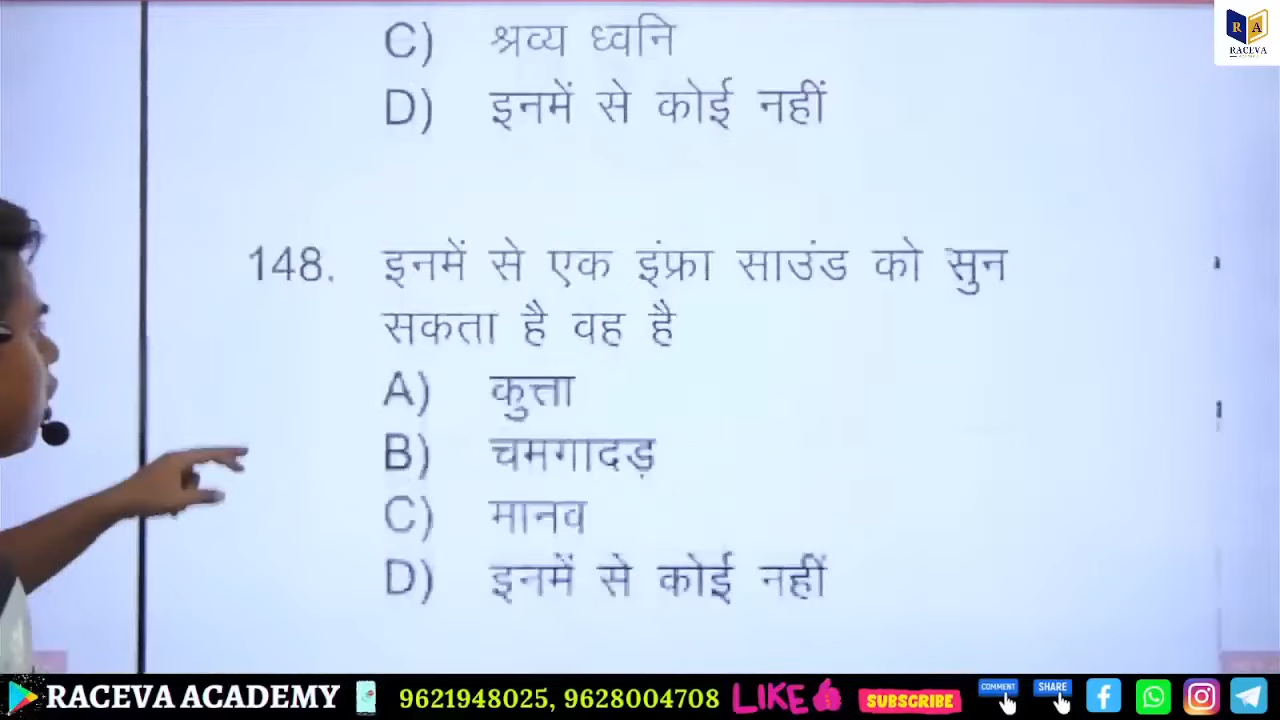 C) श्रव्य ध्वनि
D) इनमें से कोई नहीं
148. इनमें से एक इंफ्रा साउंड को सुन
सकता है वह है
A) कुत्ता
B) चमगादड़
C) मानव
D) इनमें से कोई नहीं
R A
RACEVA
RACEVA ACADEMY 9621948025, 9628004708 LIKE SUBSCRIBE COMMENT SHARE